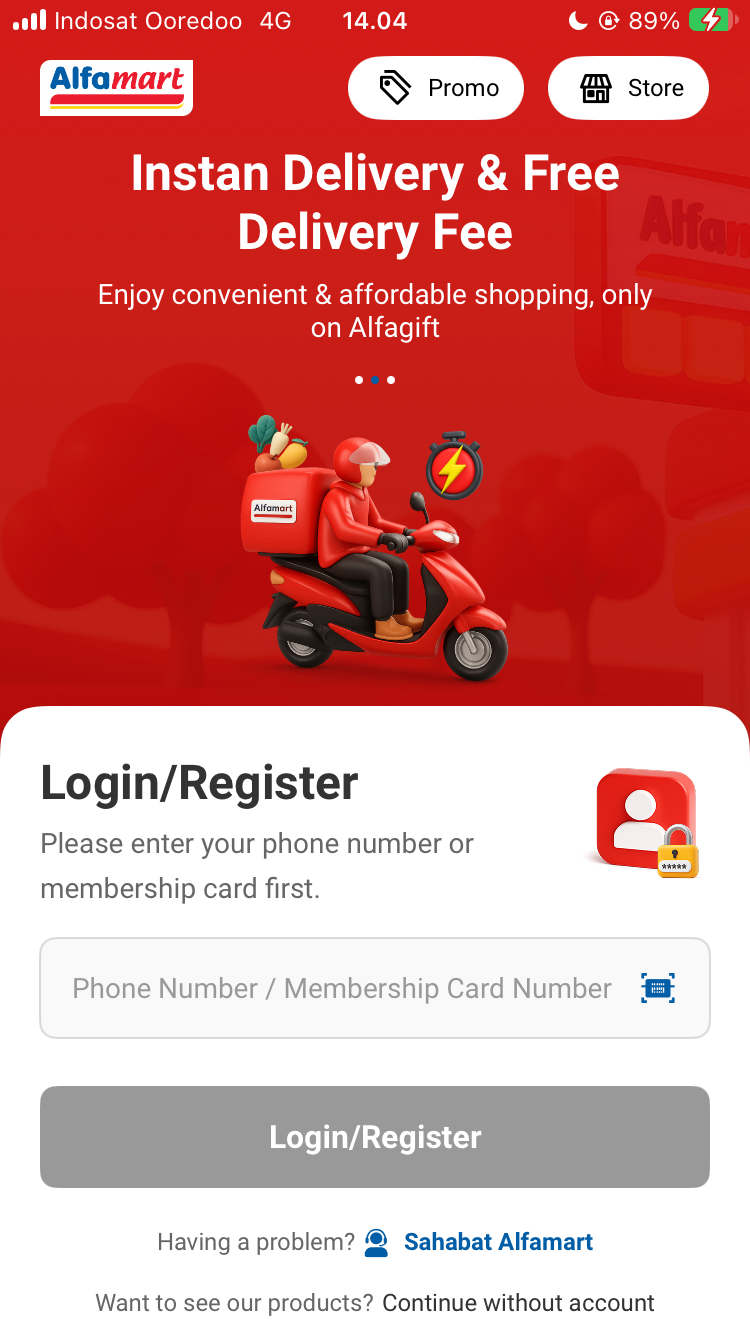 Indosat Ooredoo 4G 14.04 89%
Alfamart
Promo
Store
Instan Delivery & Free
Delivery Fee
Enjoy convenient & affordable shopping, only
on Alfagift
Alfamart
Login/Register
Please enter your phone number or
membership card first.
*****
Phone Number / Membership Card Number
Login/Register
Having a problem? Sahabat Alfamart
Want to see our products? Continue without account